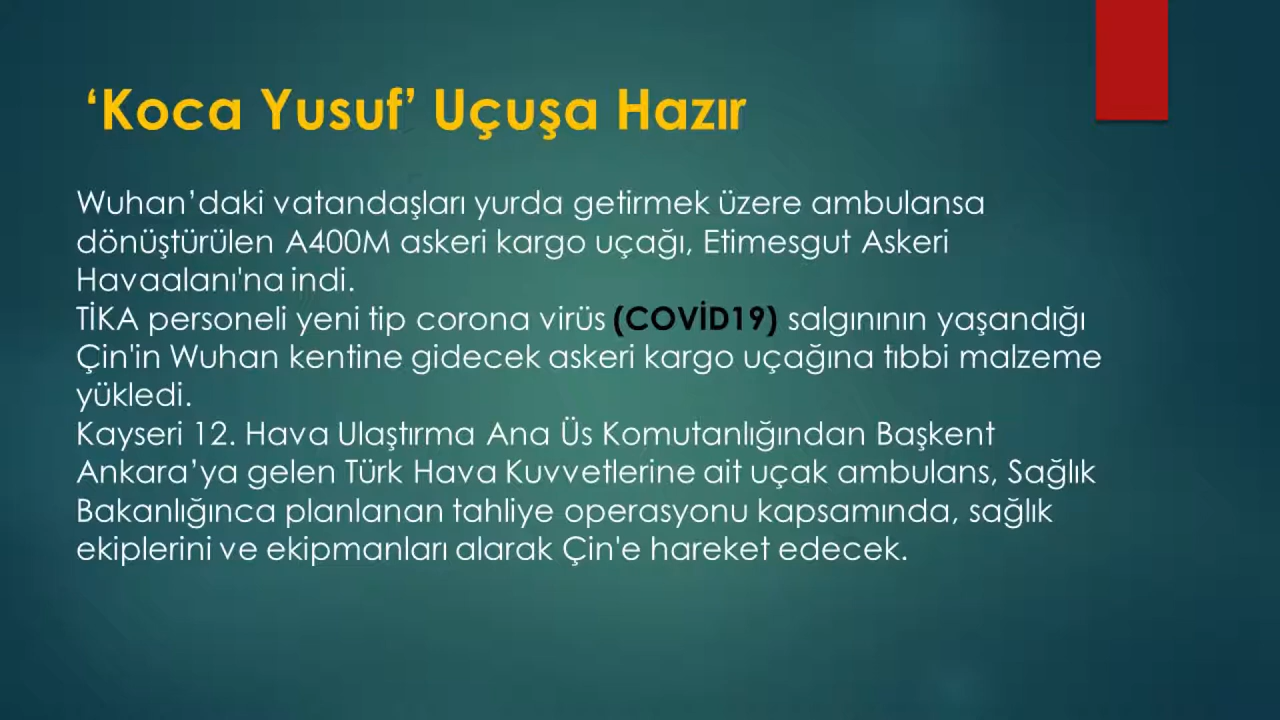 ‘Koca Yusuf’ Uçuşa Hazır
Wuhan’daki vatandaşları yurda getirmek üzere ambulansa
dönüştürülen A400M askeri kargo uçağı, Etimesgut Askeri
Havaalanı'na indi.
TİKA personeli yeni tip corona virüs (COVİD19) salgınının yaşandığı
Çin'in Wuhan kentine gidecek askeri kargo uçağına tıbbi malzeme
yükledi.
Kayseri 12. Hava Ulaştırma Ana Üs Komutanlığından Başkent
Ankara’ya gelen Türk Hava Kuvvetlerine ait uçak ambulans, Sağlık
Bakanlığınca planlanan tahliye operasyonu kapsamında, sağlık
ekiplerini ve ekipmanları alarak Çin'e hareket edecek.